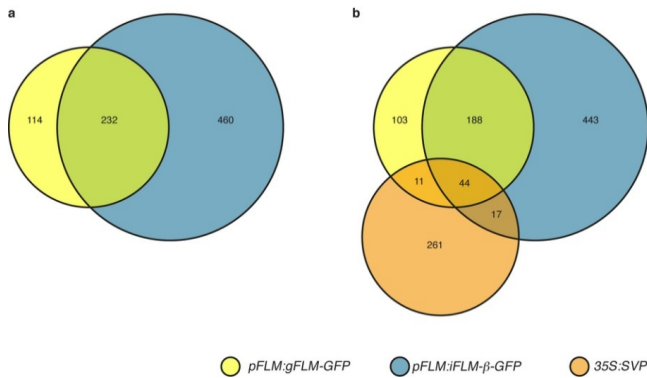 a
b
114
232
460
103
188
443
11
44
17
261
pFLM:gFLM-GFP
pFLM:iFLM-β-GFP
35S:SVP